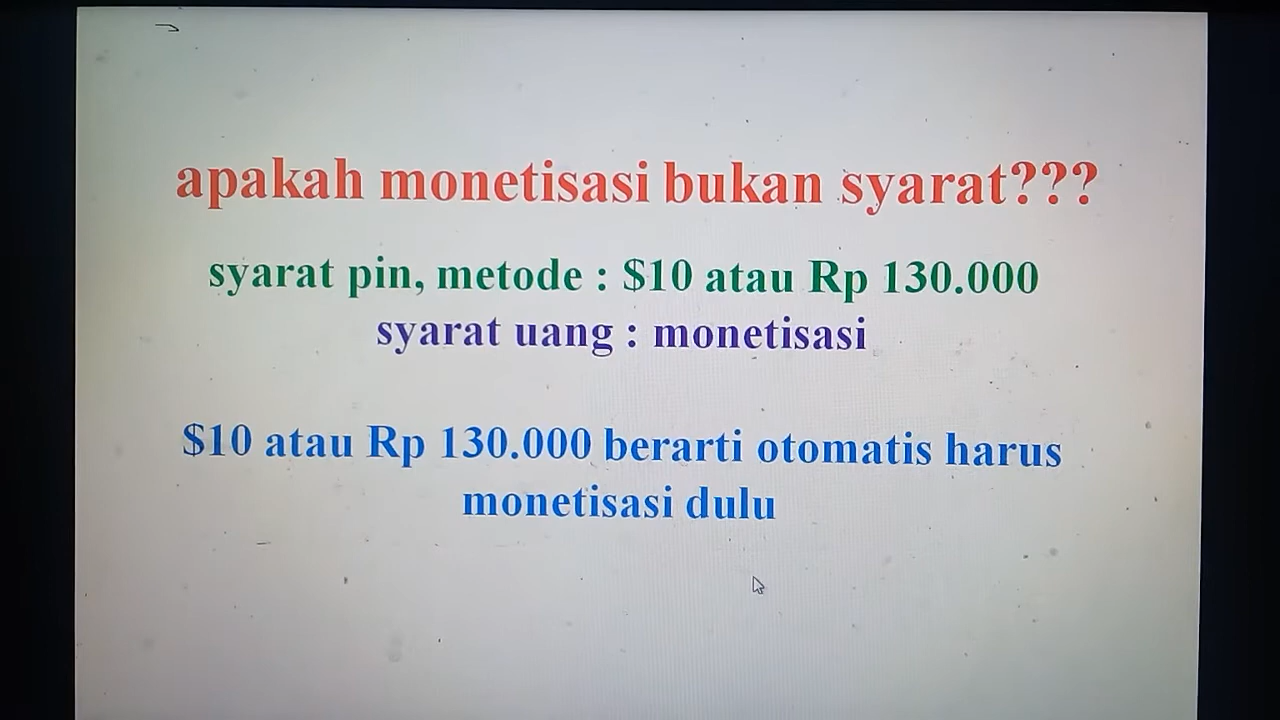 apakah monetisasi bukan syarat???
syarat pin, metode : $10 atau Rp 130.000
syarat uang : monetisasi
$10 atau Rp 130.000 berarti otomatis harus
monetisasi dulu